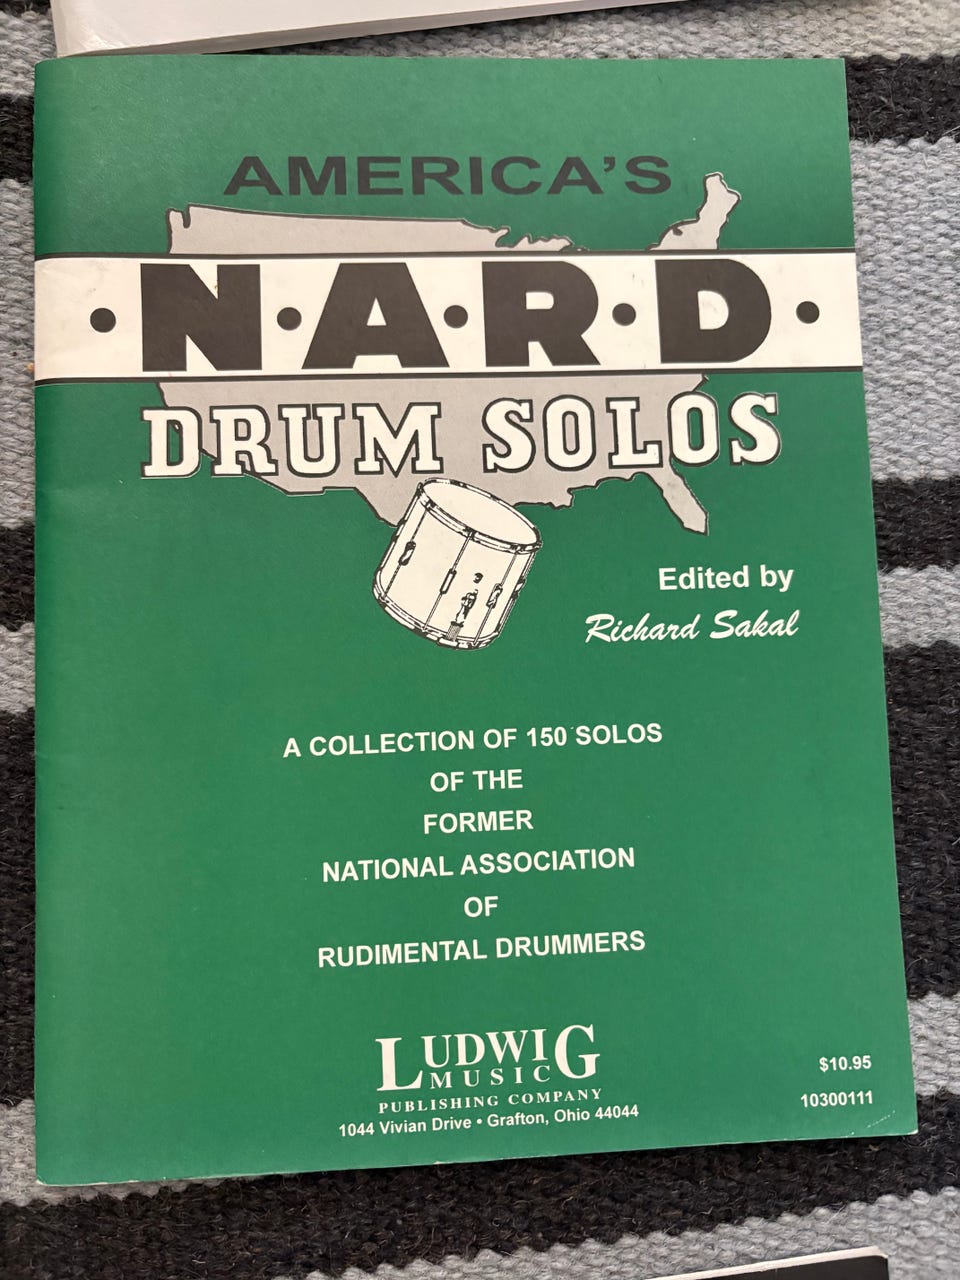 AMERICA'S
• N • A • R • D •
DRUM SOLOS
Edited by
Richard Sakal
A COLLECTION OF 150 SOLOS
OF THE
FORMER
NATIONAL ASSOCIATION
OF
RUDIMENTAL DRUMMERS
LUDWIG
MUSIC
PUBLISHING COMPANY
1044 Vivian Drive • Grafton, Ohio 44044
$10.95
10300111